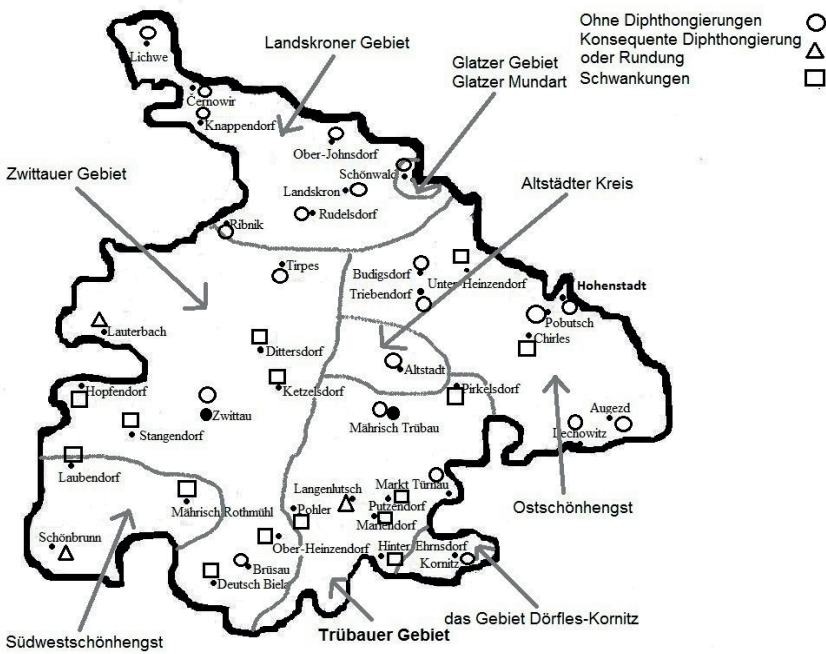 Ohne Diphthongierungen
Konsequente Diphthongierung
oder Rundung
Schwankungen
Landskroner Gebiet
Glatzer Gebiet
Glatzer Mundart
Zwittauer Gebiet
Altstädter Kreis
Lichwe
Černowir
Knappendorf
Ober-Johnsdorf
Schönwald
Landskron
Rudelsdorf
Ribnik
Tirpes
Budigsdorf
Unter-Heinzendorf
Triebendorf
Hohenstadt
Pobutsch
Chirles
Lauterbach
Dittersdorf
Altstadt
Hopfendorf
Ketzelsdorf
Pirkelsdorf
Zwittau
Mährisch Trübau
Augezd
Lechowitz
Stangendorf
Laubendorf
Mährisch Rothmühl
Langenlutsch
Markt Türnau
Pohler
Putzendorf
Mariendorf
Ostschönhengst
Schönbrunn
Ober-Heinzendorf
Hinter Ehrnsdorf
Kornitz
Brüsau
Deutsch Biela
das Gebiet Dörfles-Kornitz
Südwestschönhengst
Trübauer Gebiet